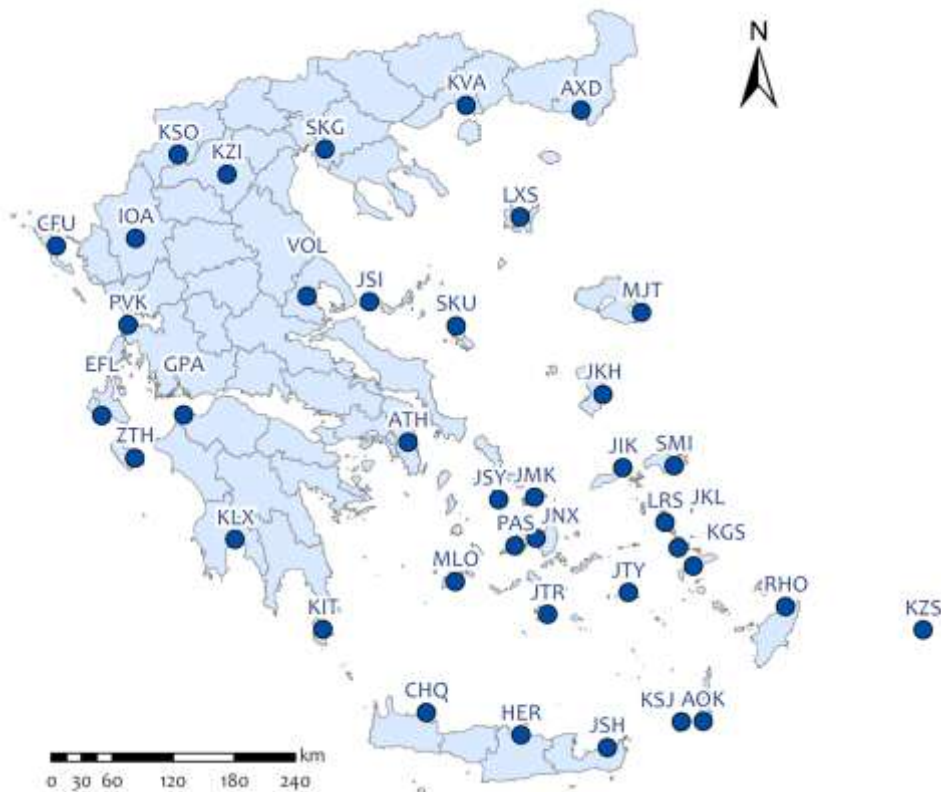 N
KVA
AXD
KSO
SKG
KZI
LXS
CFU
IOA
VOL
JSI
MJT
PVK
SKU
EFL
GPA
JKH
ATH
ZTH
JIK
SMI
JSY
JMK
LRS
JKL
KLX
PAS
JNX
KGS
MLO
JTY
RHO
JTR
KIT
KZS
CHQ
KSJ
AOK
HER
JSH
km
0 30 60 120 180 240